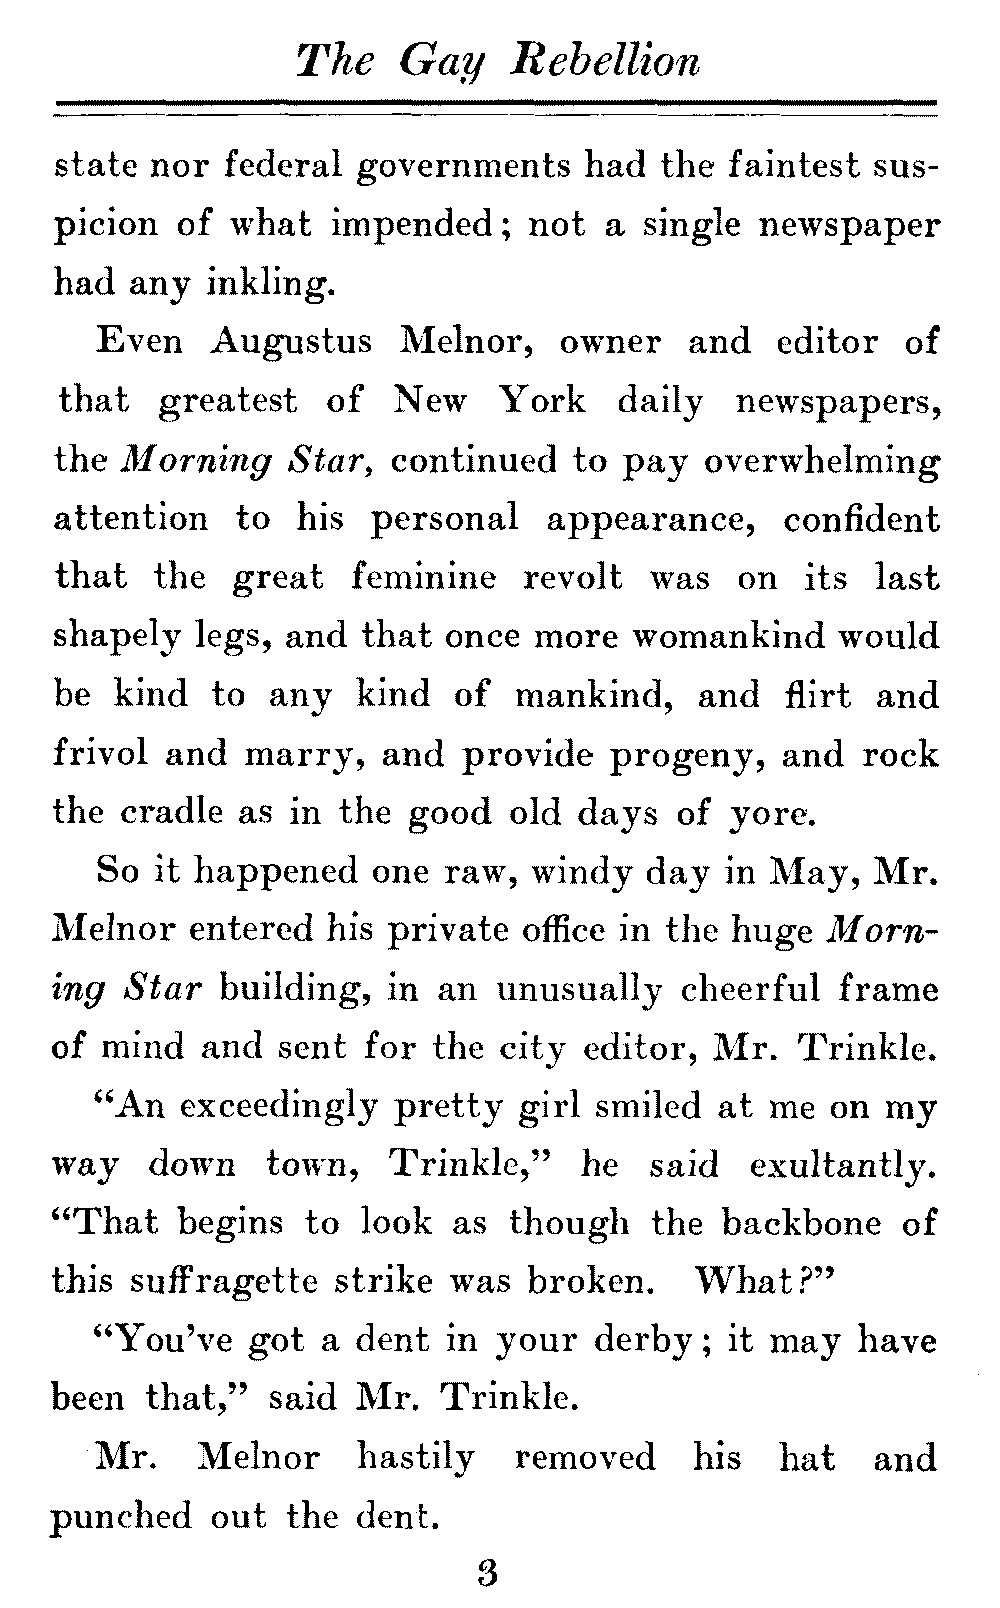 The Gay Rebellion
state nor federal governments had the faintest sus-
picion of what impended; not a single newspaper
had any inkling.
Even Augustus Melnor, owner and editor of
that greatest of New York daily newspapers,
the Morning Star, continued to pay overwhelming
attention to his personal appearance, confident
that the great feminine revolt was on its last
shapely legs, and that once more womankind would
be kind to any kind of mankind, and flirt and
frivol and marry, and provide progeny, and rock
the cradle as in the good old days of yore.
So it happened one raw, windy day in May, Mr.
Melnor entered his private office in the huge Morn-
ing Star building, in an unusually cheerful frame
of mind and sent for the city editor, Mr. Trinkle.
“An exceedingly pretty girl smiled at me on my
way down town, Trinkle,” he said exultantly.
“That begins to look as though the backbone of
this suffragette strike was broken. What?”
“You’ve got a dent in your derby; it may have
been that,” said Mr. Trinkle.
Mr. Melnor hastily removed his hat and
punched out the dent.
3